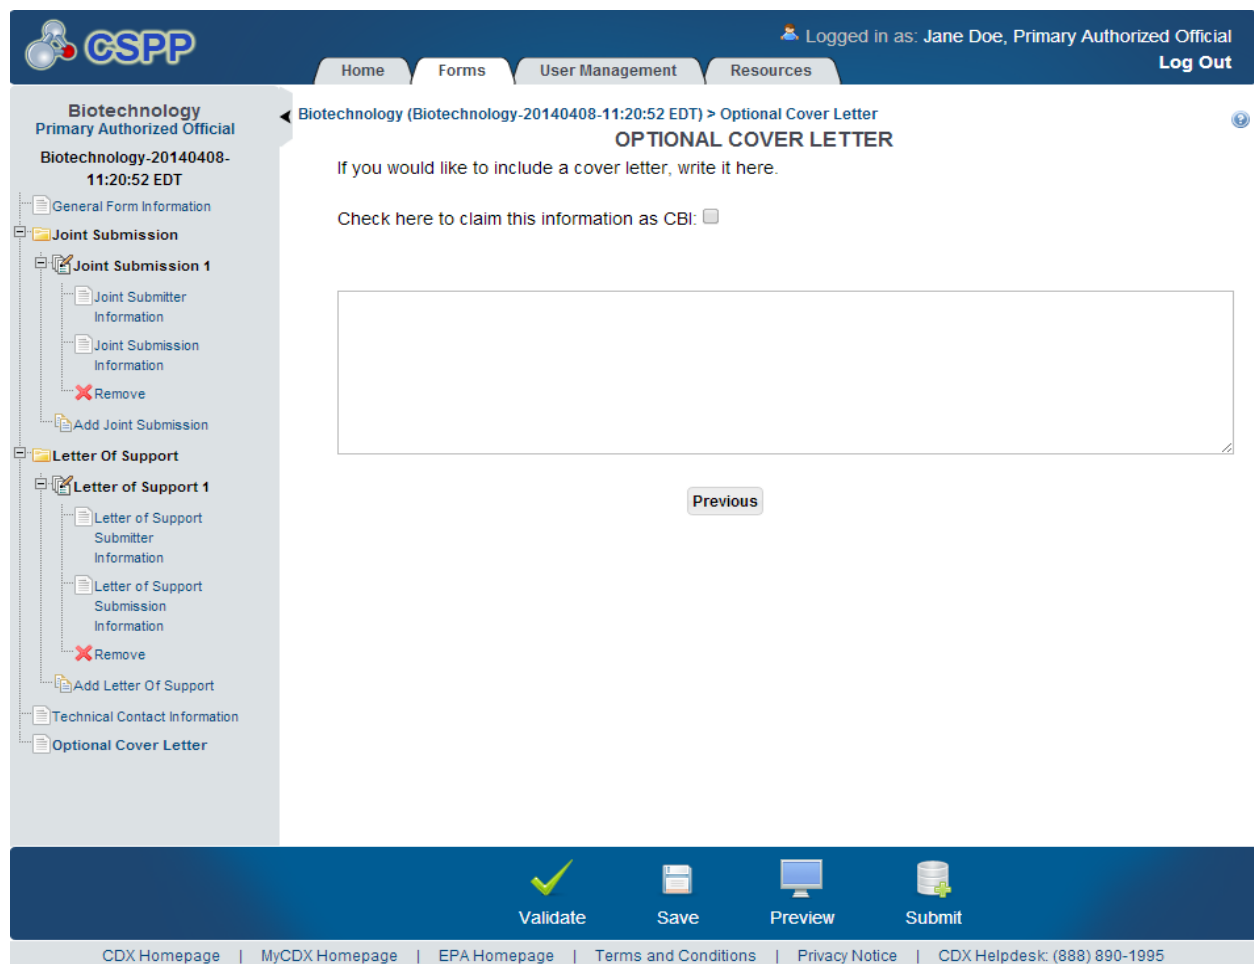 CSPP
Logged in as: Jane Doe, Primary Authorized Official
Log Out
Home
Forms
User Management
Resources
Biotechnology
Primary Authorized Official
Biotechnology-20140408-
11:20:52 EDT
General Form Information
Joint Submission
Joint Submission 1
Joint Submitter
Information
Joint Submission
Information
Remove
Add Joint Submission
Letter Of Support
Letter of Support 1
Letter of Support
Submitter
Information
Letter of Support
Submission
Information
Remove
Add Letter Of Support
Technical Contact Information
Optional Cover Letter
Biotechnology (Biotechnology-20140408-11:20:52 EDT) > Optional Cover Letter
OPTIONAL COVER LETTER
If you would like to include a cover letter, write it here.
Check here to claim this information as CBI:
Previous
Validate
Save
Preview
Submit
CDX Homepage | MyCDX Homepage | EPA Homepage | Terms and Conditions | Privacy Notice | CDX Helpdesk: (888) 890-1995